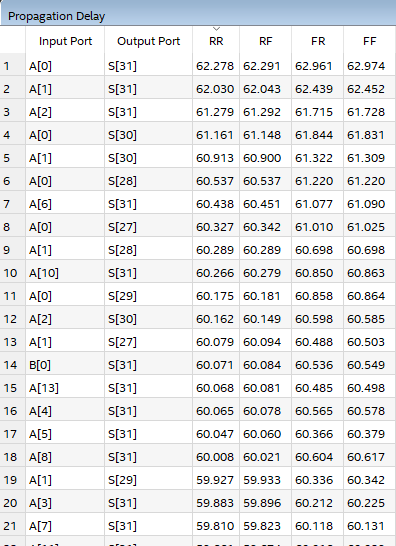 Propagation Delay
Input Port Output Port RR RF FR FF
1 A[0] S[31] 62.278 62.291 62.961 62.974
2 A[1] S[31] 62.030 62.043 62.439 62.452
3 A[2] S[31] 61.279 61.292 61.715 61.728
4 A[0] S[30] 61.161 61.148 61.844 61.831
5 A[1] S[30] 60.913 60.900 61.322 61.309
6 A[0] S[28] 60.537 60.537 61.220 61.220
7 A[6] S[31] 60.438 60.451 61.077 61.090
8 A[0] S[27] 60.327 60.342 61.010 61.025
9 A[1] S[28] 60.289 60.289 60.698 60.698
10 A[10] S[31] 60.266 60.279 60.850 60.863
11 A[0] S[29] 60.175 60.181 60.858 60.864
12 A[2] S[30] 60.162 60.149 60.598 60.585
13 A[1] S[27] 60.079 60.094 60.488 60.503
14 B[0] S[31] 60.071 60.084 60.536 60.549
15 A[13] S[31] 60.068 60.081 60.485 60.498
16 A[4] S[31] 60.065 60.078 60.565 60.578
17 A[5] S[31] 60.047 60.060 60.366 60.379
18 A[8] S[31] 60.008 60.021 60.604 60.617
19 A[1] S[29] 59.927 59.933 60.336 60.342
20 A[3] S[31] 59.883 59.896 60.212 60.225
21 A[7] S[31] 59.810 59.823 60.118 60.131